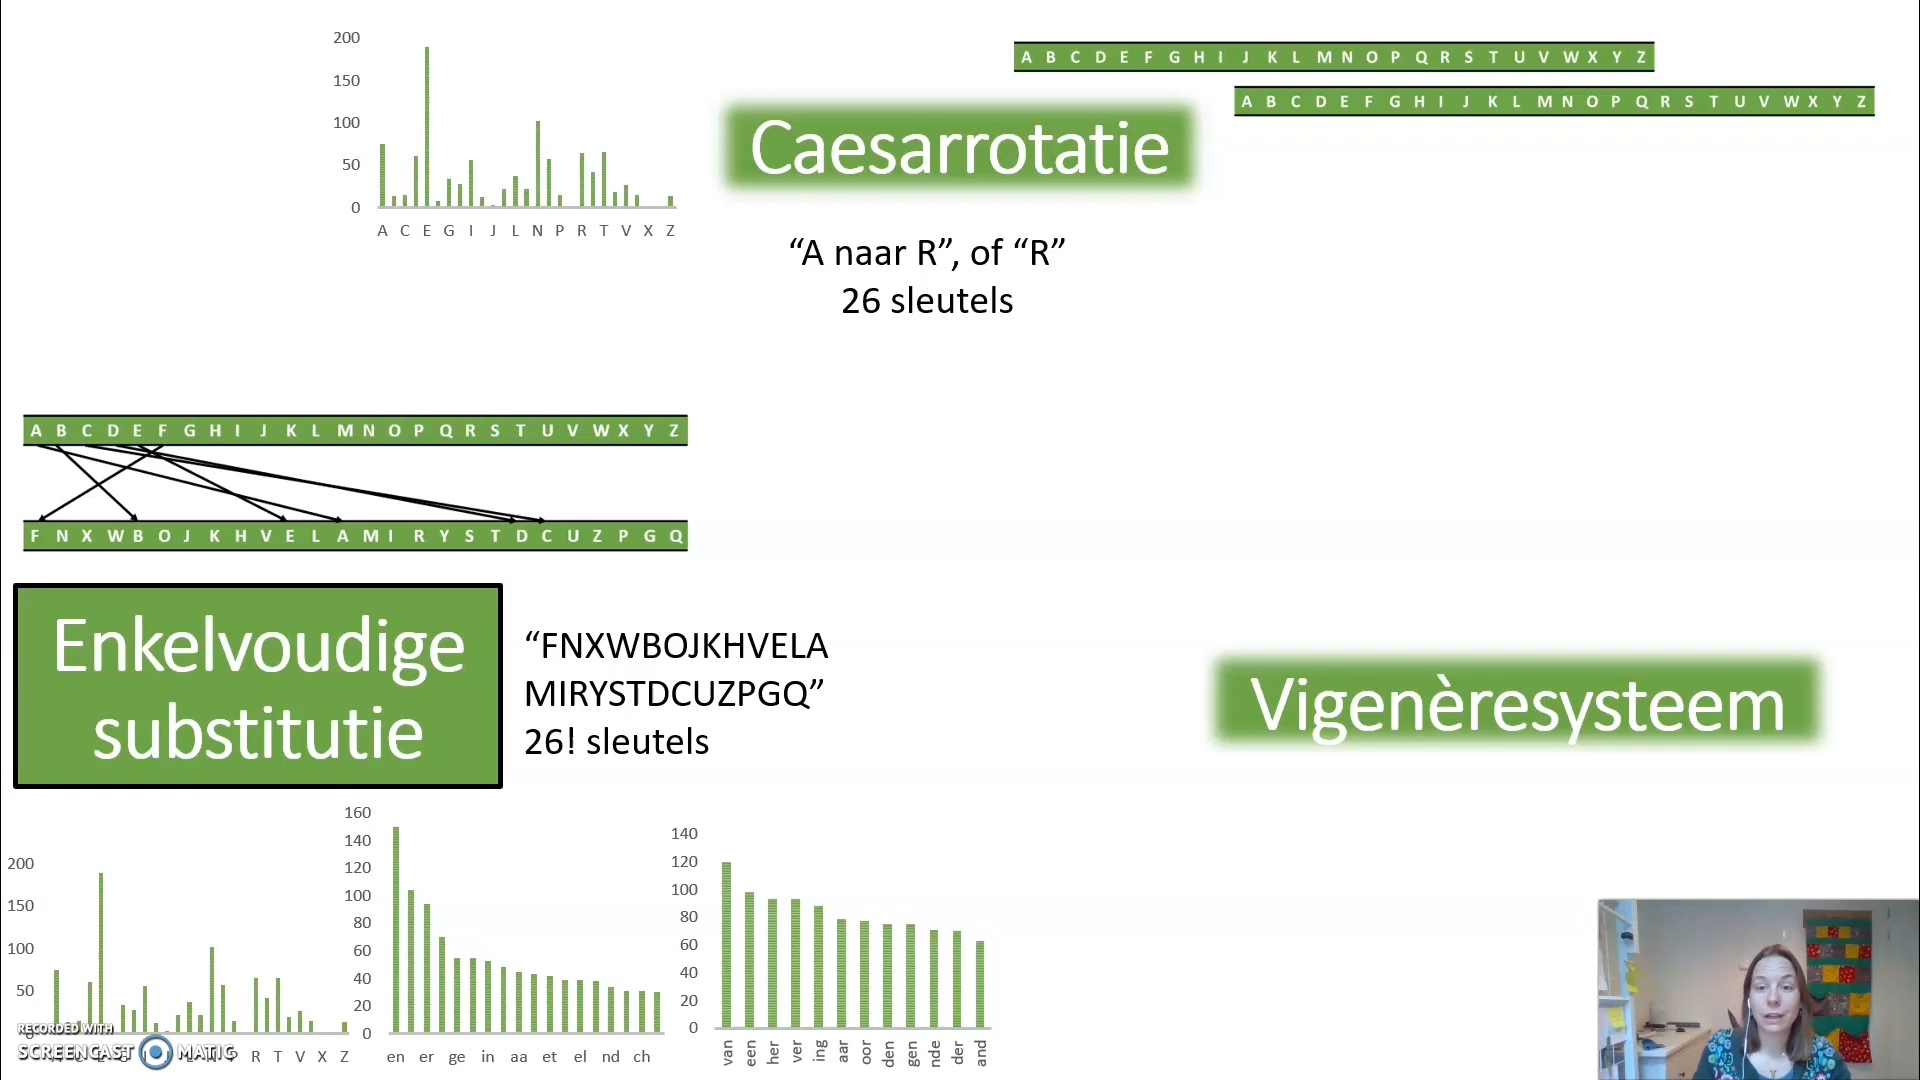 200
150
100
50
0
A C E G I J L N P R T V X Z
A B C D E F G H I J K L M N O P Q R S T U V W X Y Z
A B C D E F G H I J K L M N O P Q R S T U V W X Y Z
Caesarrotatie
“A naar R”, of “R”
26 sleutels
A B C D E F G H I J K L M N O P Q R S T U V W X Y Z
F N X W B O J K H V E L A M I R Y S T D C U Z P G Q
Enkelvoudige
substitutie
“FNXWBOJKHVELA
MIRYSTDCUZPGQ”
26! sleutels
Vigenèresysteem
200
150
100
50
0
R T V X Z
160
140
120
100
80
60
40
20
0
en er ge in aa et el nd ch
140
120
100
80
60
40
20
0
van een her ver ing aar oor den gen nde der and
RECORDED WITH
SCREENCAST MATIC